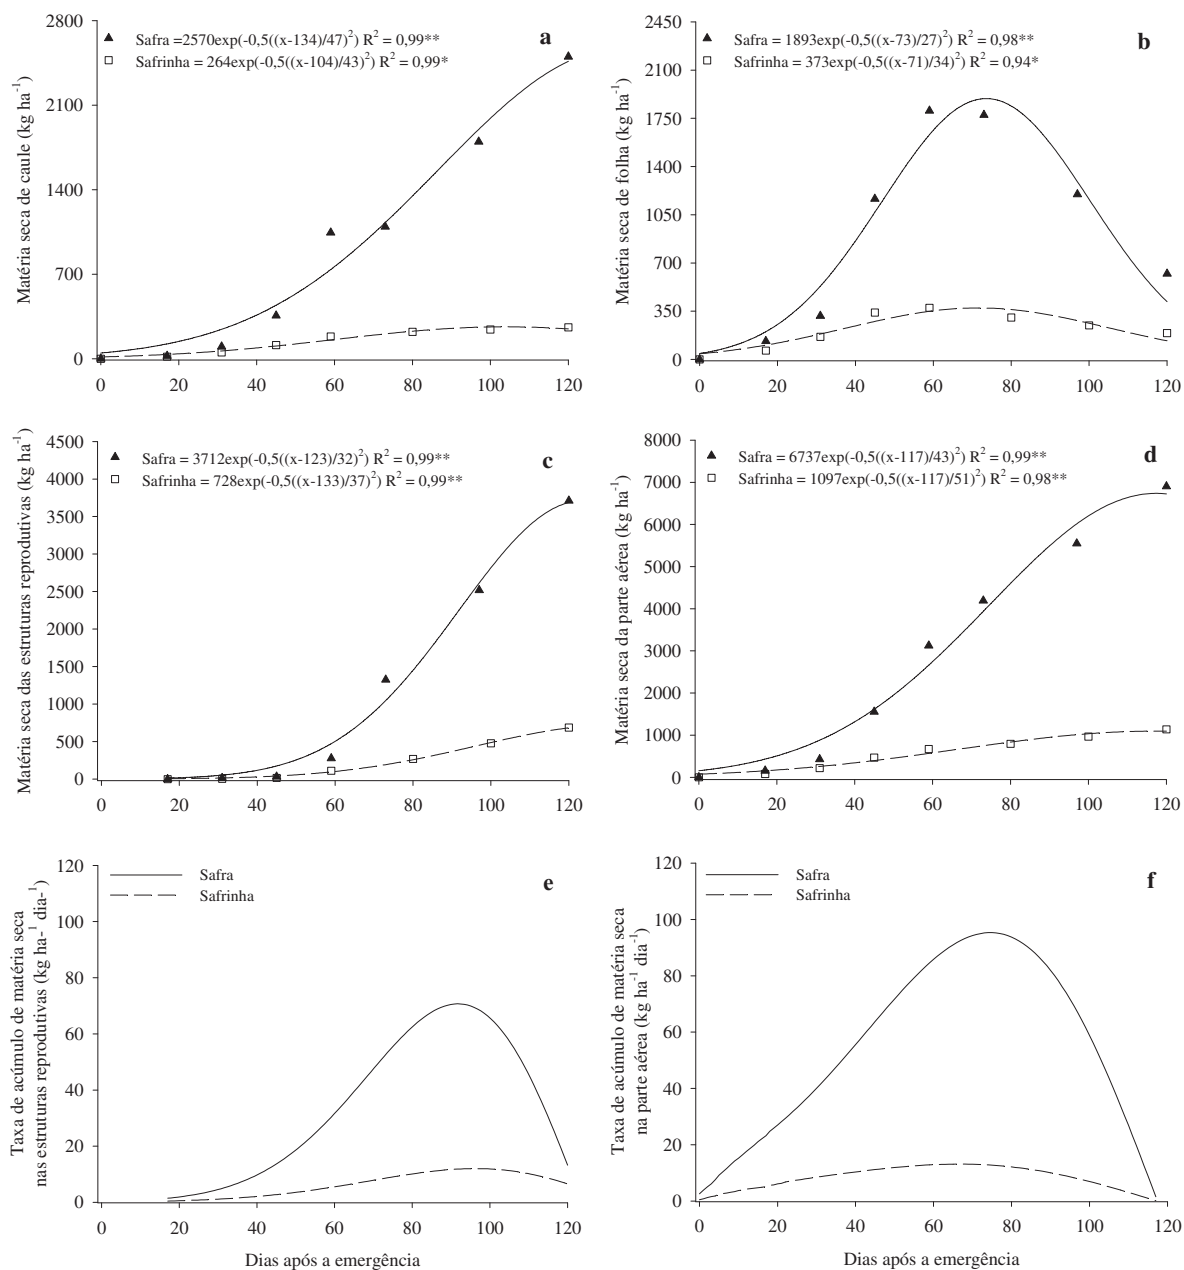 a
Safra =2570exp(-0,5((x-134)/47)²) R² = 0,99**
Safrinha = 264exp(-0,5((x-104)/43)²) R² = 0,99*
Matéria seca de caule (kg ha⁻¹)
2800
2100
1400
700
0
0 20 40 60 80 100 120
b
Safra = 1893exp(-0,5((x-73)/27)²) R² = 0,98**
Safrinha = 373exp(-0,5((x-71)/34)²) R² = 0,94*
Matéria seca de folha (kg ha⁻¹)
2450
2100
1750
1400
1050
700
350
0
0 20 40 60 80 100 120
c
Safra = 3712exp(-0,5((x-123)/32)²) R² = 0,99**
Safrinha = 728exp(-0,5((x-133)/37)²) R² = 0,99**
Matéria seca das estruturas reprodutivas (kg ha⁻¹)
4500
4000
3500
3000
2500
2000
1500
1000
500
0
0 20 40 60 80 100 120
d
Safra = 6737exp(-0,5((x-117)/43)²) R² = 0,99**
Safrinha = 1097exp(-0,5((x-117)/51)²) R² = 0,98**
Matéria seca da parte aérea (kg ha⁻¹)
8000
7000
6000
5000
4000
3000
2000
1000
0
0 20 40 60 80 100 120
e
Safra
Safrinha
Taxa de acúmulo de matéria seca
nas estruturas reprodutivas (kg ha-¹ dia-¹)
120
100
80
60
40
20
0
0 20 40 60 80 100 120
Dias após a emergência
f
Safra
Safrinha
Taxa de acúmulo de matéria seca
na parte aérea (kg ha⁻¹ dia⁻¹)
120
100
80
60
40
20
0
0 20 40 60 80 100 120
Dias após a emergência